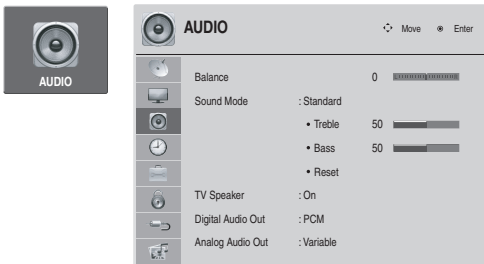 AUDIO
AUDIO Move Enter
Balance 0
Sound Mode : Standard
• Treble 50
• Bass 50
• Reset
TV Speaker : On
Digital Audio Out : PCM
Analog Audio Out : Variable